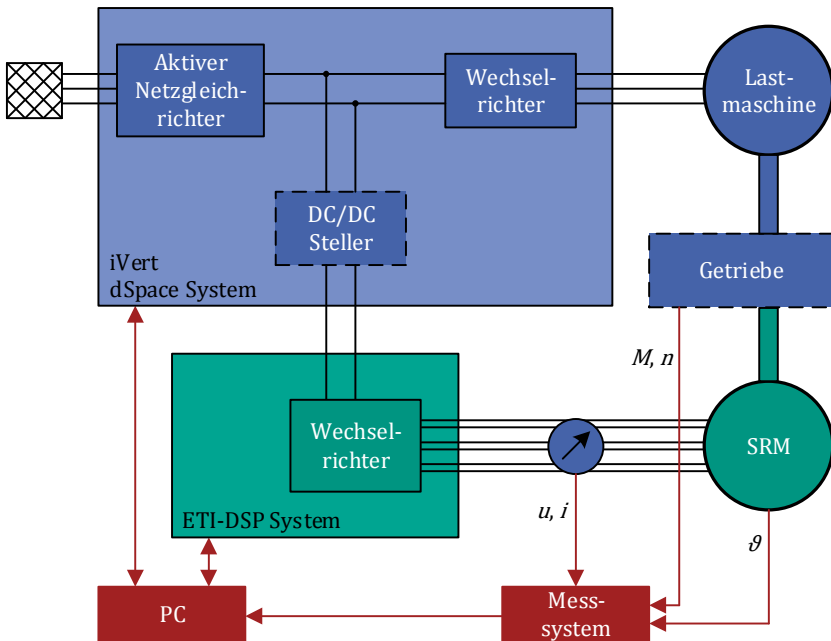 Aktiver
Netzgleich-
richter
Wechsel-
richter
Last-
maschine
DC/DC
Steller
iVert
dSpace System
Getriebe
M, n
Wechsel-
richter
SRM
u, i
ETI-DSP System
ϑ
PC
Mess-
system